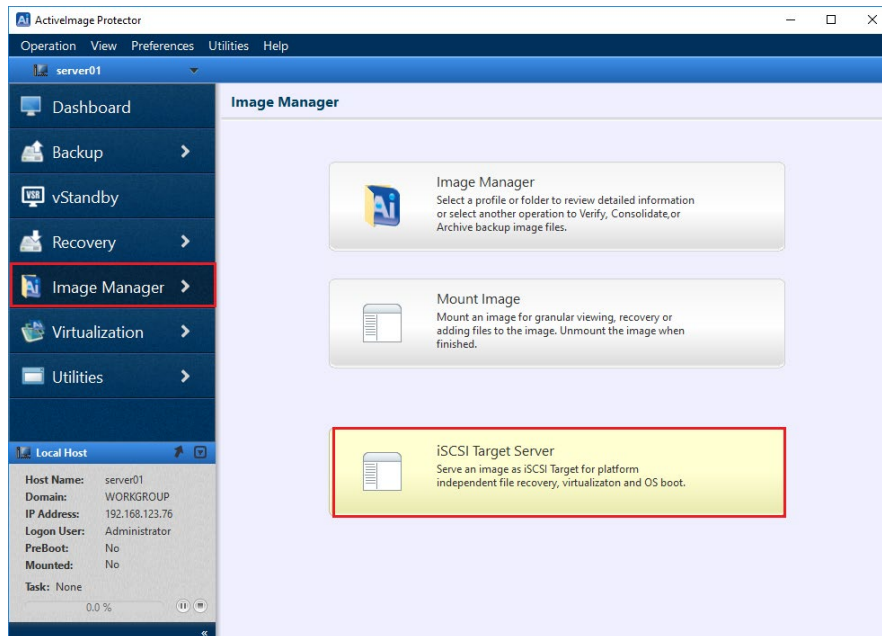 ActiveImage Protector
Operation View Preferences Utilities Help
server01
Dashboard
Backup
vStandby
Recovery
Image Manager
Virtualization
Utilities
Local Host
Host Name: server01
Domain: WORKGROUP
IP Address: 192.168.123.76
Logon User: Administrator
PreBoot: No
Mounted: No
Task: None
0.0 %
Image Manager
Image Manager
Select a profile or folder to review detailed information
or select another operation to Verify, Consolidate,or
Archive backup image files.
Mount Image
Mount an image for granular viewing, recovery or
adding files to the image. Unmount the image when
finished.
iSCSI Target Server
Serve an image as iSCSI Target for platform
independent file recovery, virtualizaton and OS boot.